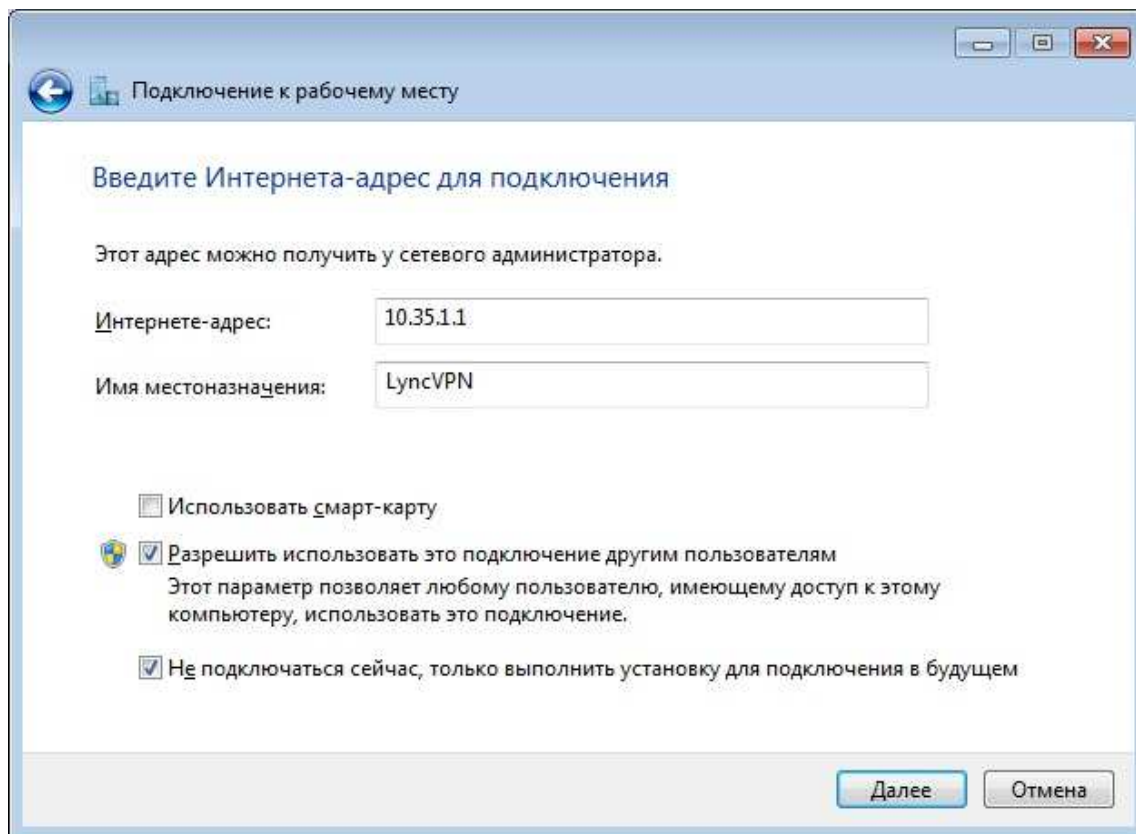 Подключение к рабочему месту
Введите Интернета-адрес для подключения
Этот адрес можно получить у сетевого администратора.
Интернете-адрес: 10.35.1.1
Имя местоназначения: LyncVPN
Использовать смарт-карту
Разрешить использовать это подключение другим пользователям
Этот параметр позволяет любому пользователю, имеющему доступ к этому
компьютеру, использовать это подключение.
Не подключаться сейчас, только выполнить установку для подключения в будущем
Далее Отмена